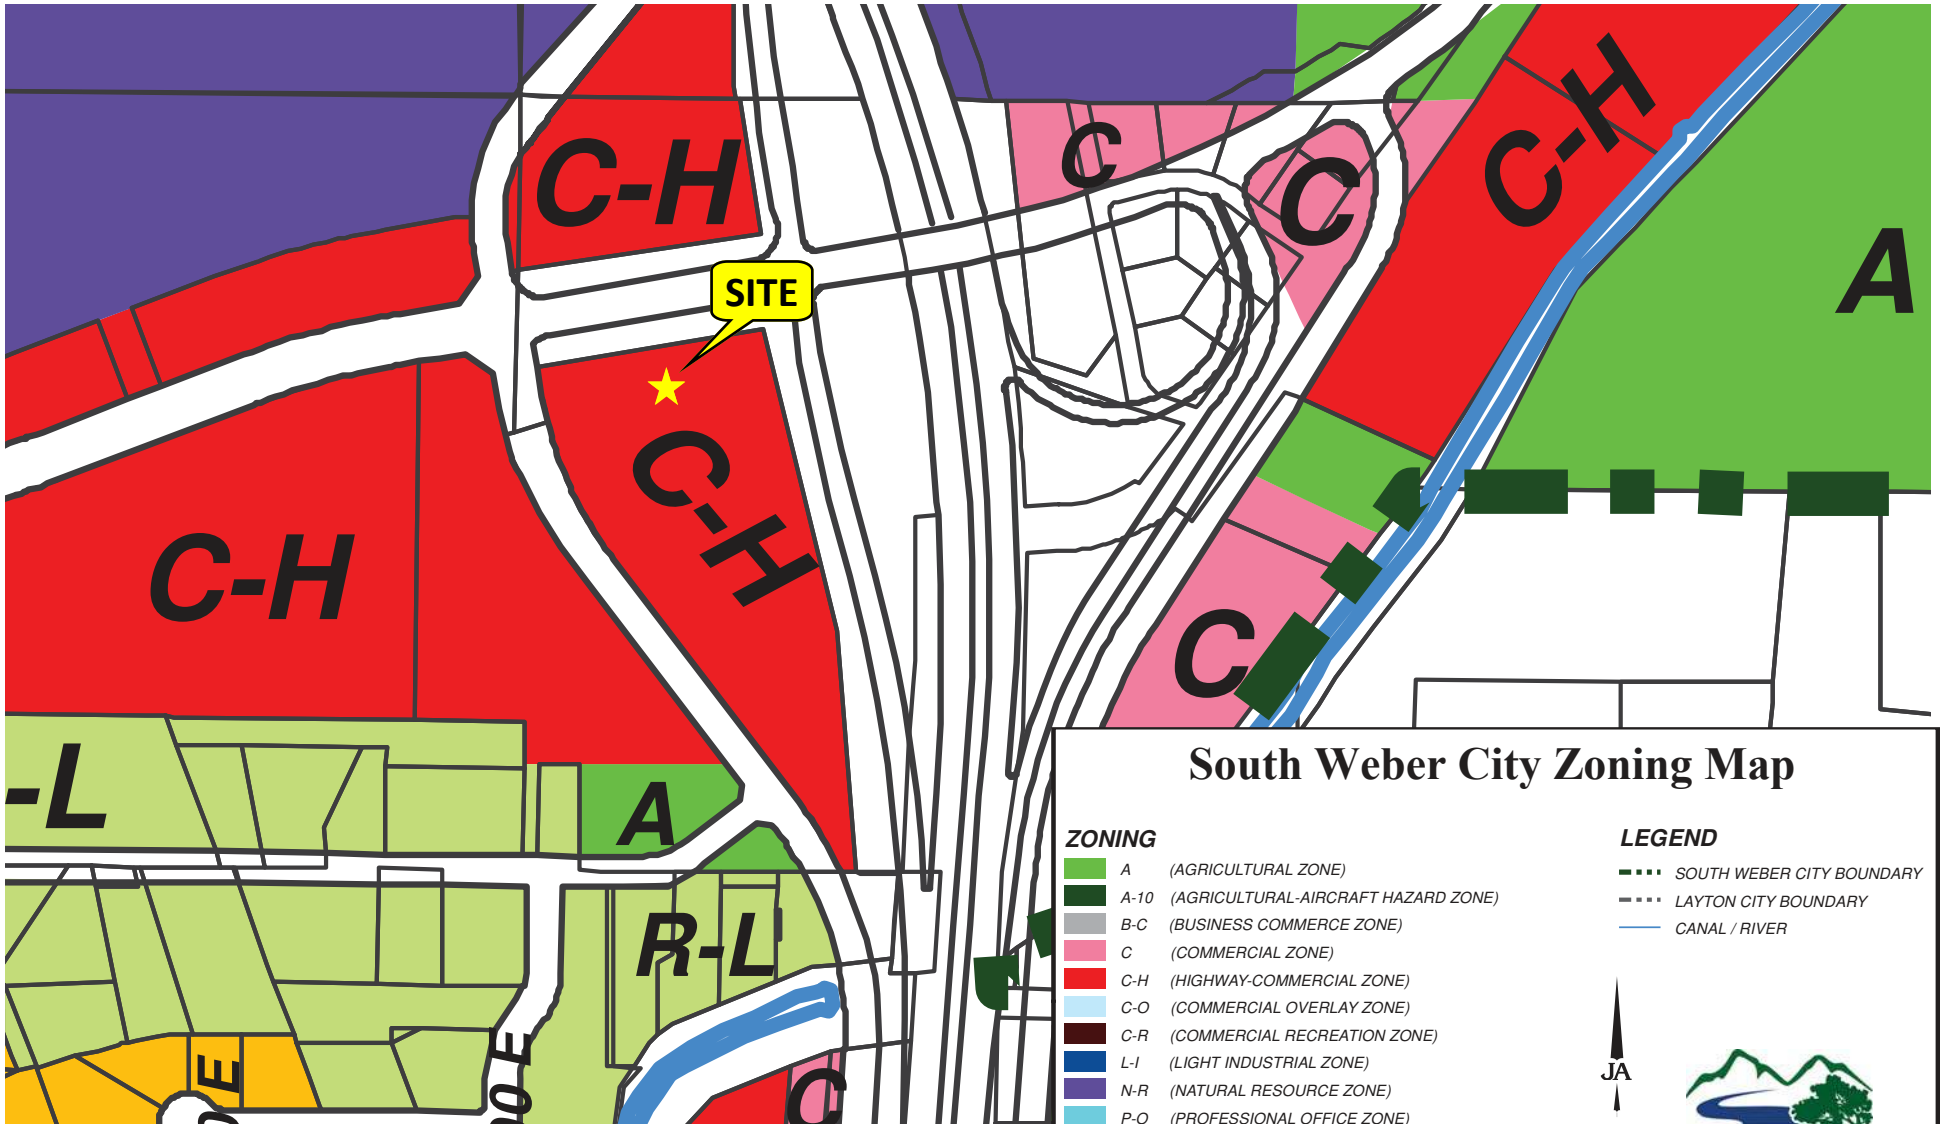 C-H
C
C
C-H
A
SITE
C-H
C-H
C
-L
A
R-L
C
E
00 E
South Weber City Zoning Map
ZONING
A (AGRICULTURAL ZONE)
A-10 (AGRICULTURAL-AIRCRAFT HAZARD ZONE)
B-C (BUSINESS COMMERCE ZONE)
C (COMMERCIAL ZONE)
C-H (HIGHWAY-COMMERCIAL ZONE)
C-O (COMMERCIAL OVERLAY ZONE)
C-R (COMMERCIAL RECREATION ZONE)
L-I (LIGHT INDUSTRIAL ZONE)
N-R (NATURAL RESOURCE ZONE)
P-O (PROFESSIONAL OFFICE ZONE)
LEGEND
SOUTH WEBER CITY BOUNDARY
LAYTON CITY BOUNDARY
CANAL / RIVER
JA